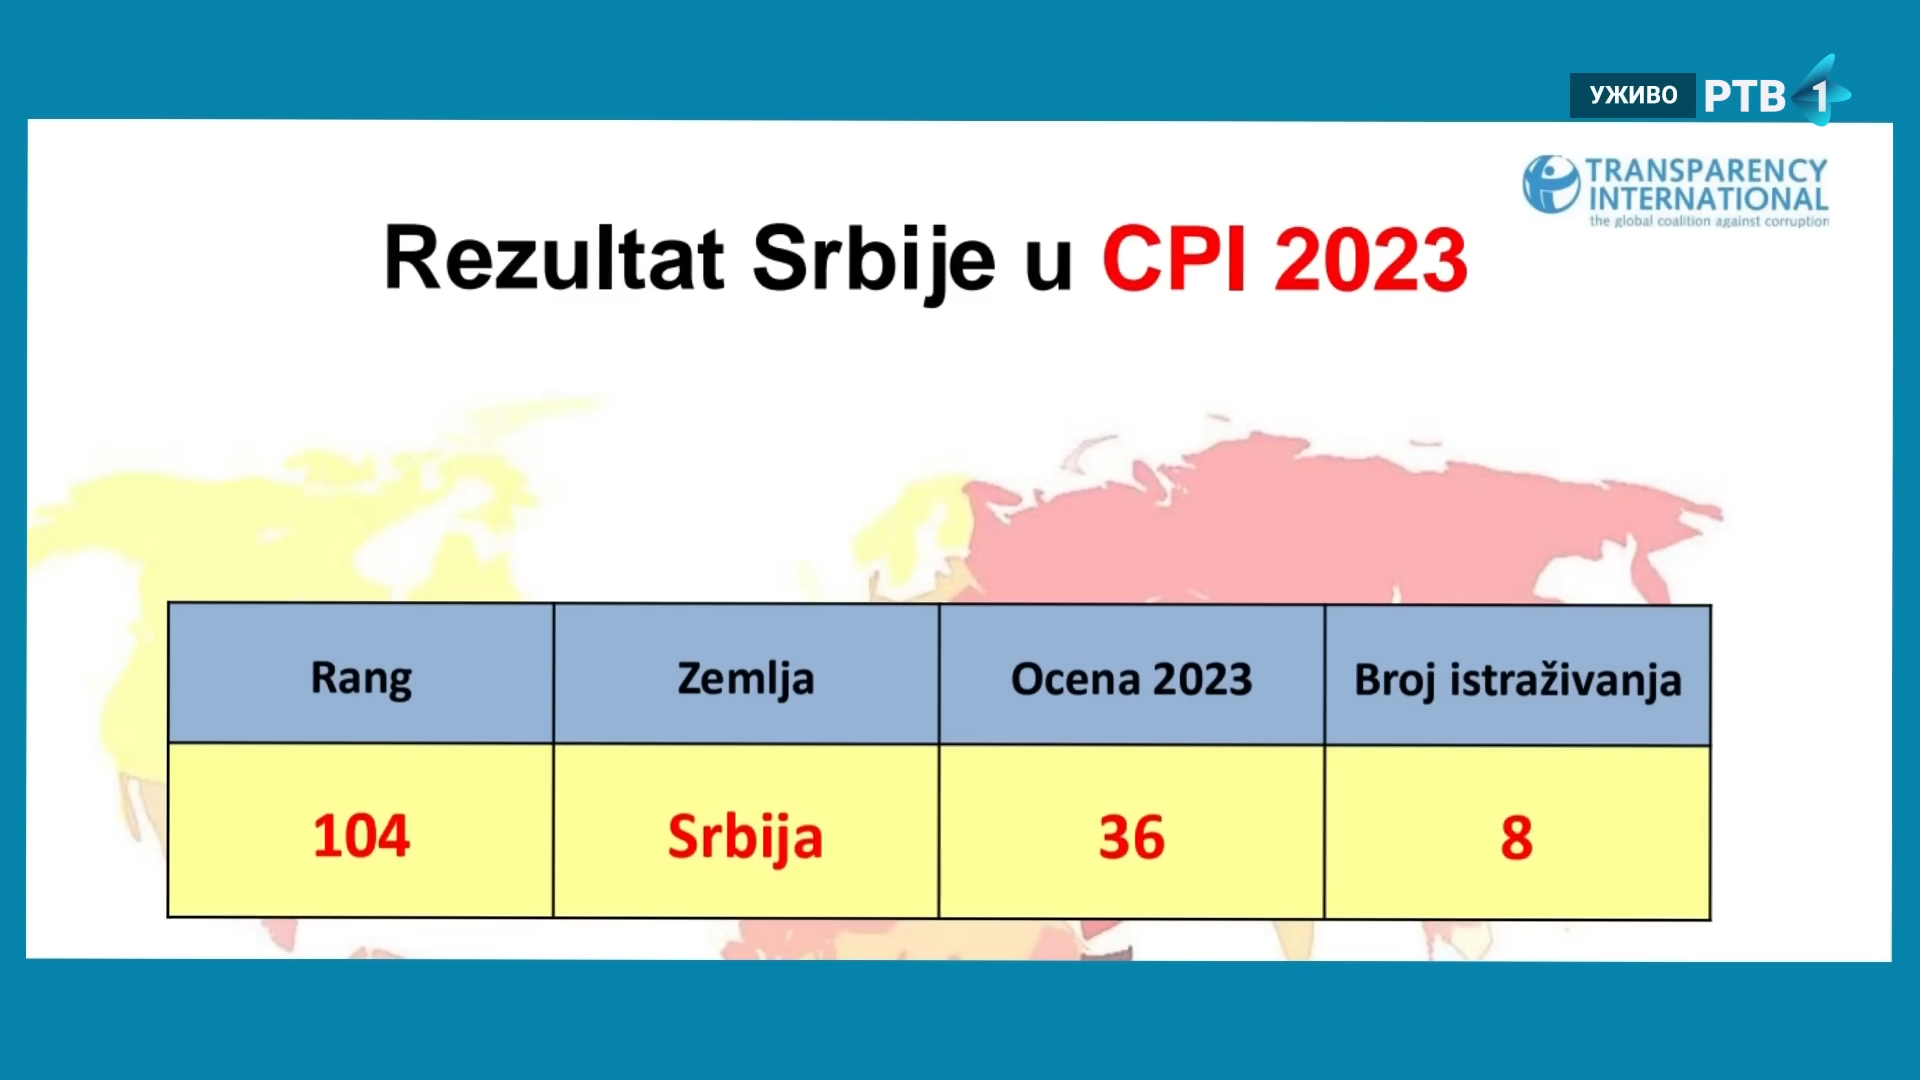 УЖИВО РТВ 1
TRANSPARENCY
INTERNATIONAL
the global coalition against corruption
Rezultat Srbije u CPI 2023
Rang Zemlja Ocena 2023 Broj istraživanja
104 Srbija 36 8